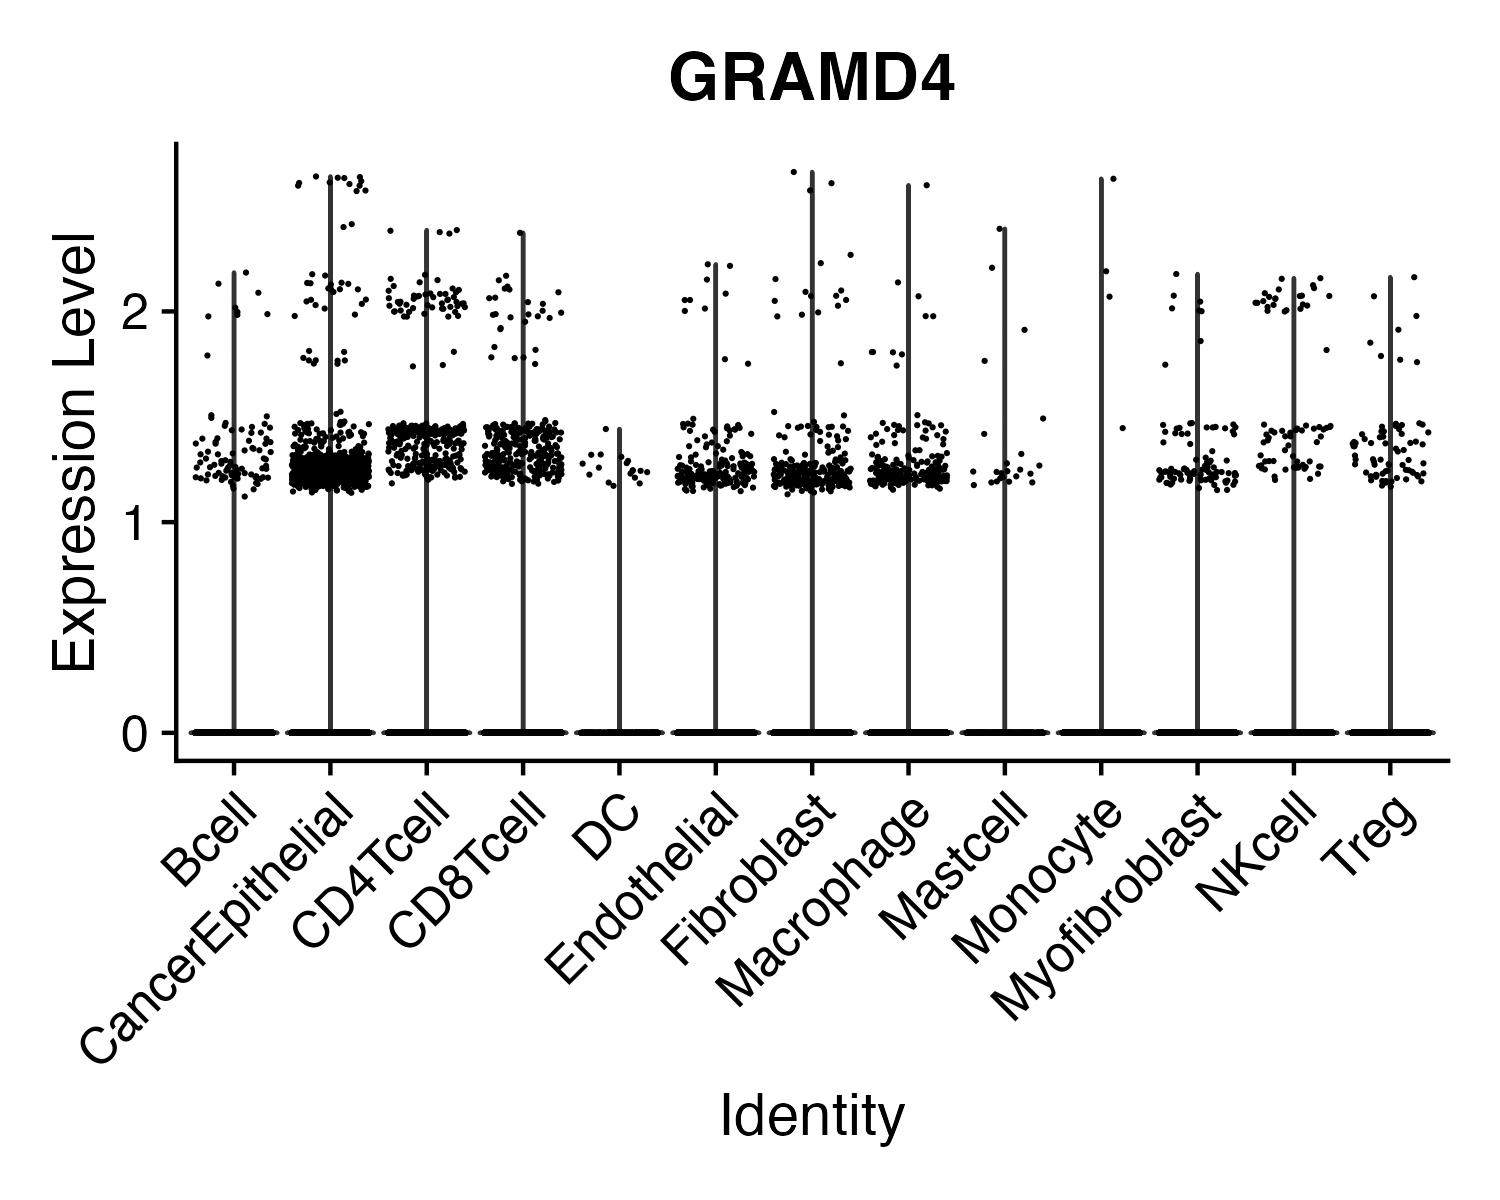 GRAMD4
Expression Level
2
1
0
Bcell
CancerEpithelial
CD4Tcell
CD8Tcell
DC
Endothelial
Fibroblast
Macrophage
Mastcell
Monocyte
Myofibroblast
NKcell
Treg
Identity